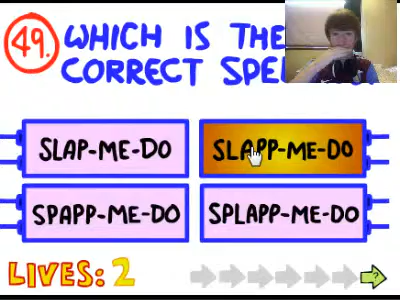 49. WHICH IS THE
CORRECT
SLAP-ME-DO
SLAPP-ME-DO
SPAPP-ME-DO
SPLAPP-ME-DO
LIVES: 2
?